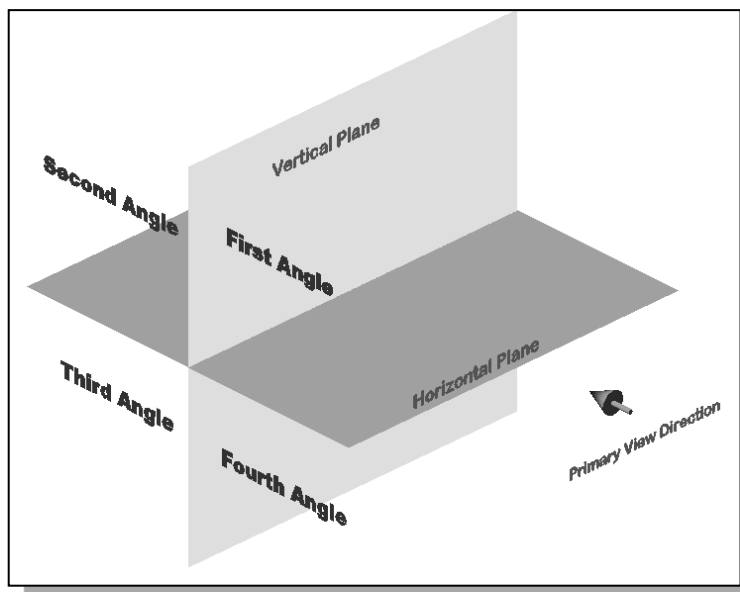 Vertical Plane
Second Angle
First Angle
Horizontal Plane
Third Angle
Primary View Direction
Fourth Angle